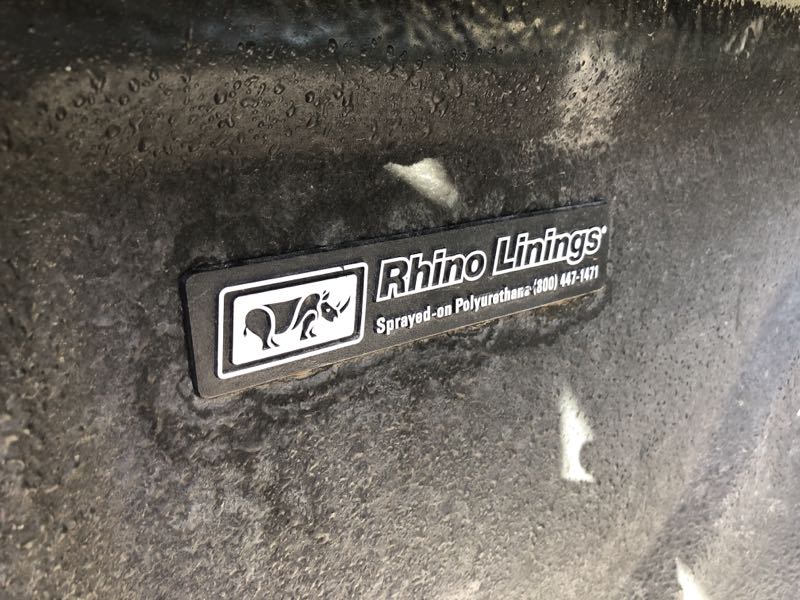 Rhino Linings®
Sprayed-on Polyurethane (800) 447-1471